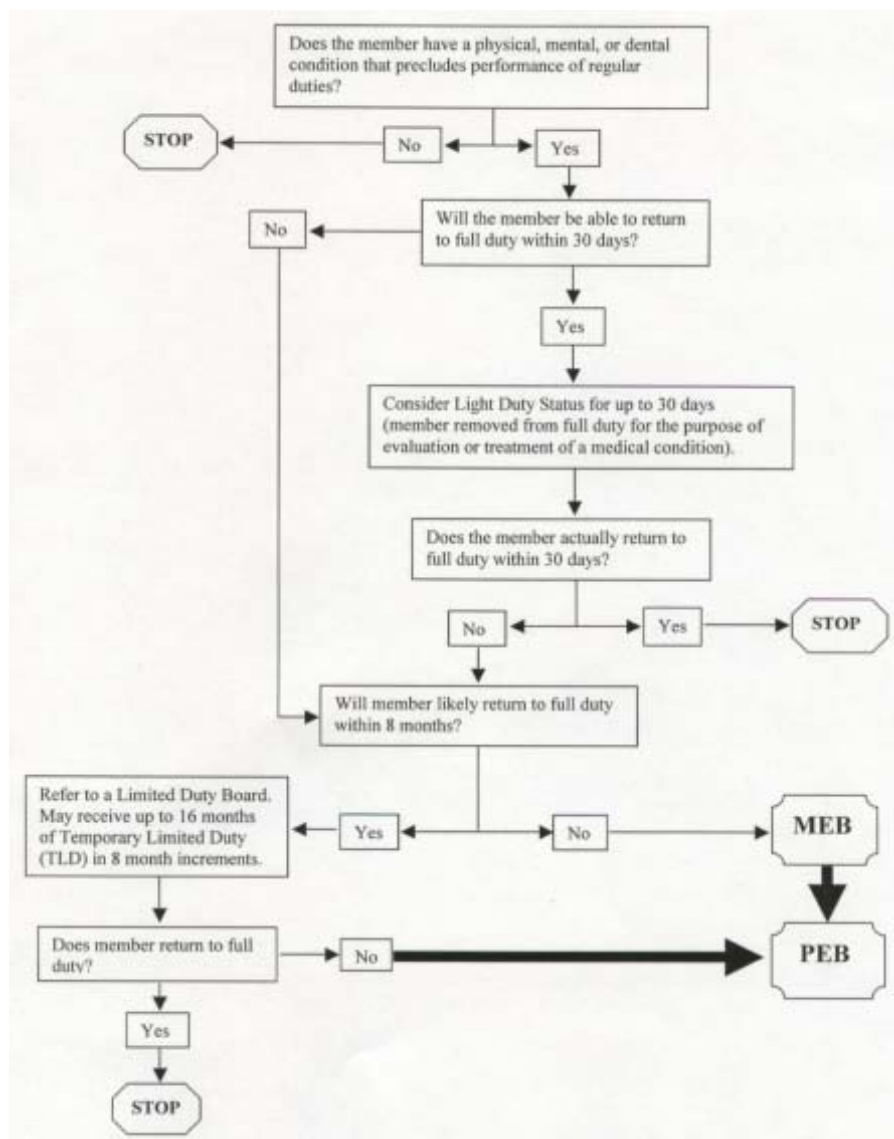 Does the member have a physical, mental, or dental
condition that precludes performance of regular
duties?
STOP
No
Yes
No
Will the member be able to return
to full duty within 30 days?
Yes
Consider Light Duty Status for up to 30 days
(member removed from full duty for the purpose of
evaluation or treatment of a medical condition).
Does the member actually return to
full duty within 30 days?
No
Yes
STOP
Will member likely return to full duty
within 8 months?
Refer to a Limited Duty Board.
May receive up to 16 months
of Temporary Limited Duty
(TLD) in 8 month increments.
Yes
No
MEB
Does member return to full
duty?
No
PEB
Yes
STOP